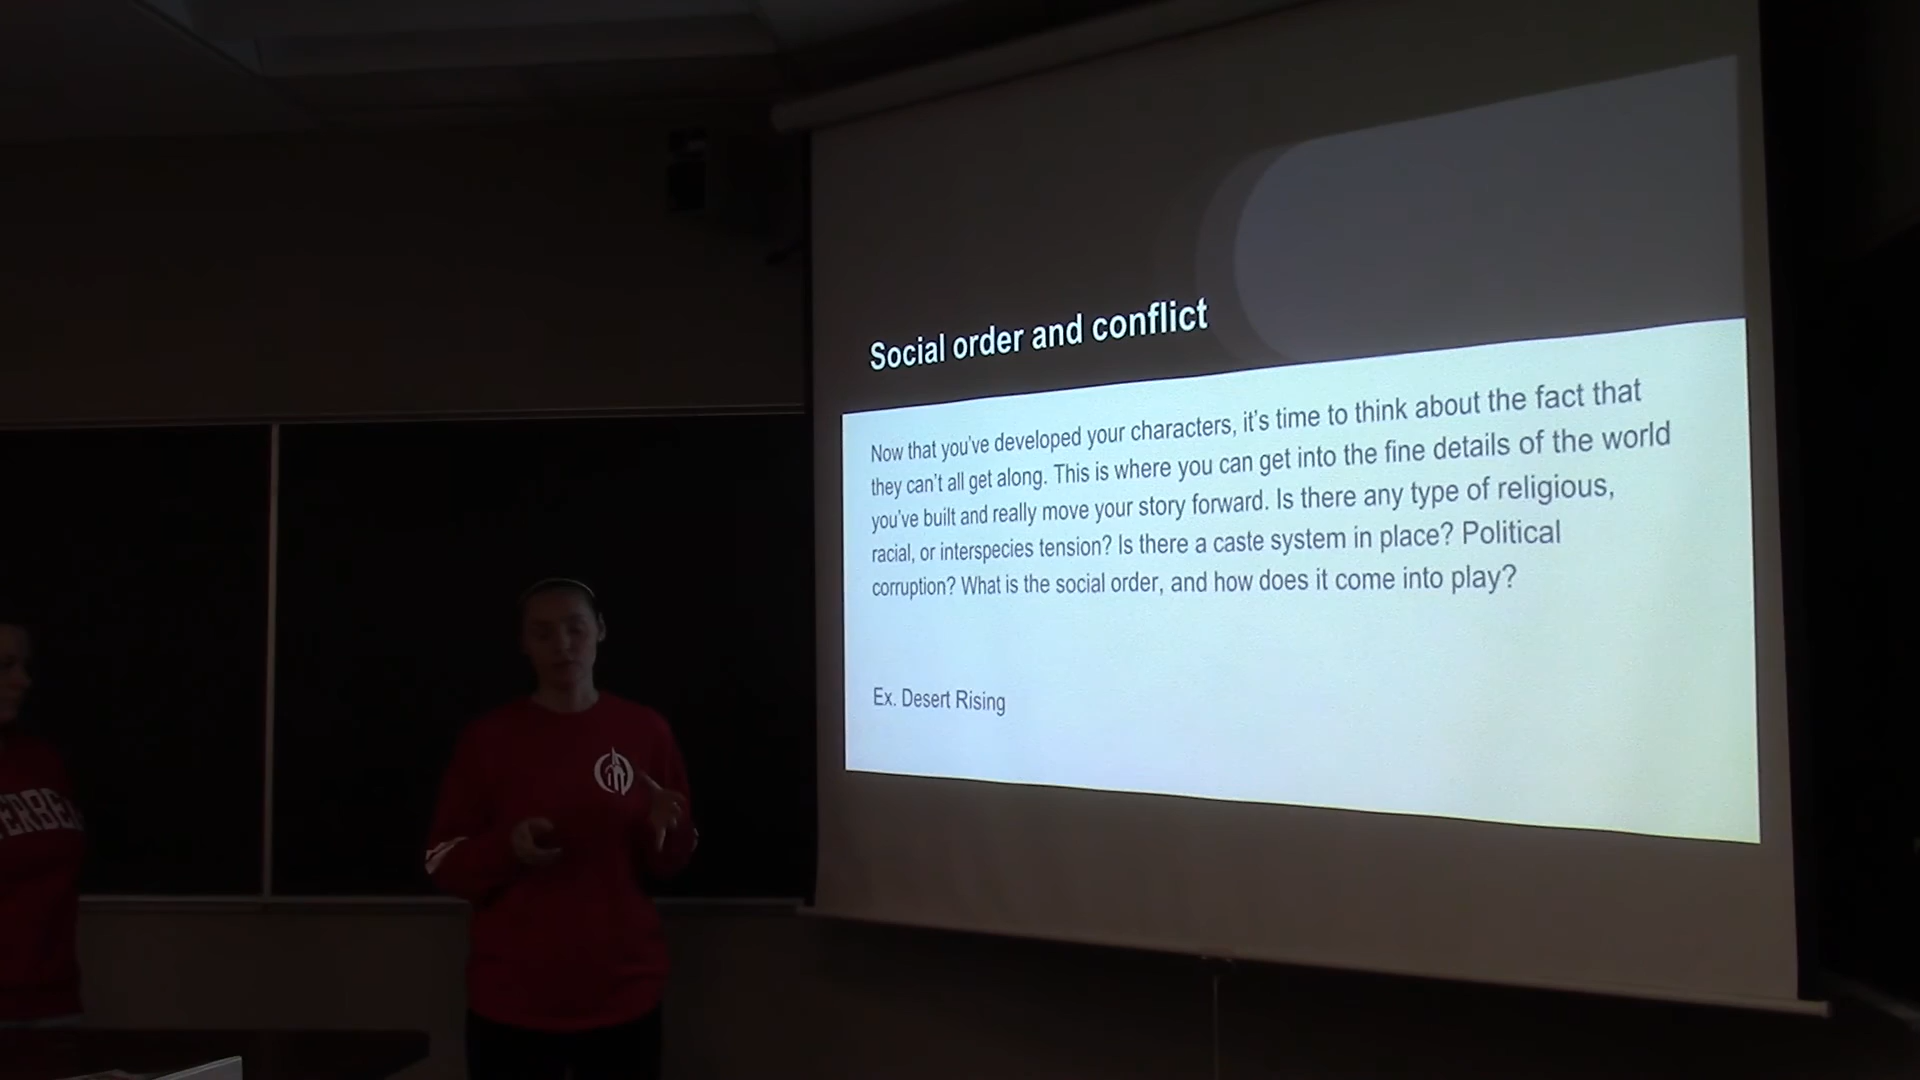 Social order and conflict
Now that you've developed your characters, it's time to think about the fact that
they can't all get along. This is where you can get into the fine details of the world
you've built and really move your story forward. Is there any type of religious,
racial, or interspecies tension? Is there a caste system in place? Political
corruption? What is the social order, and how does it come into play?
Ex. Desert Rising